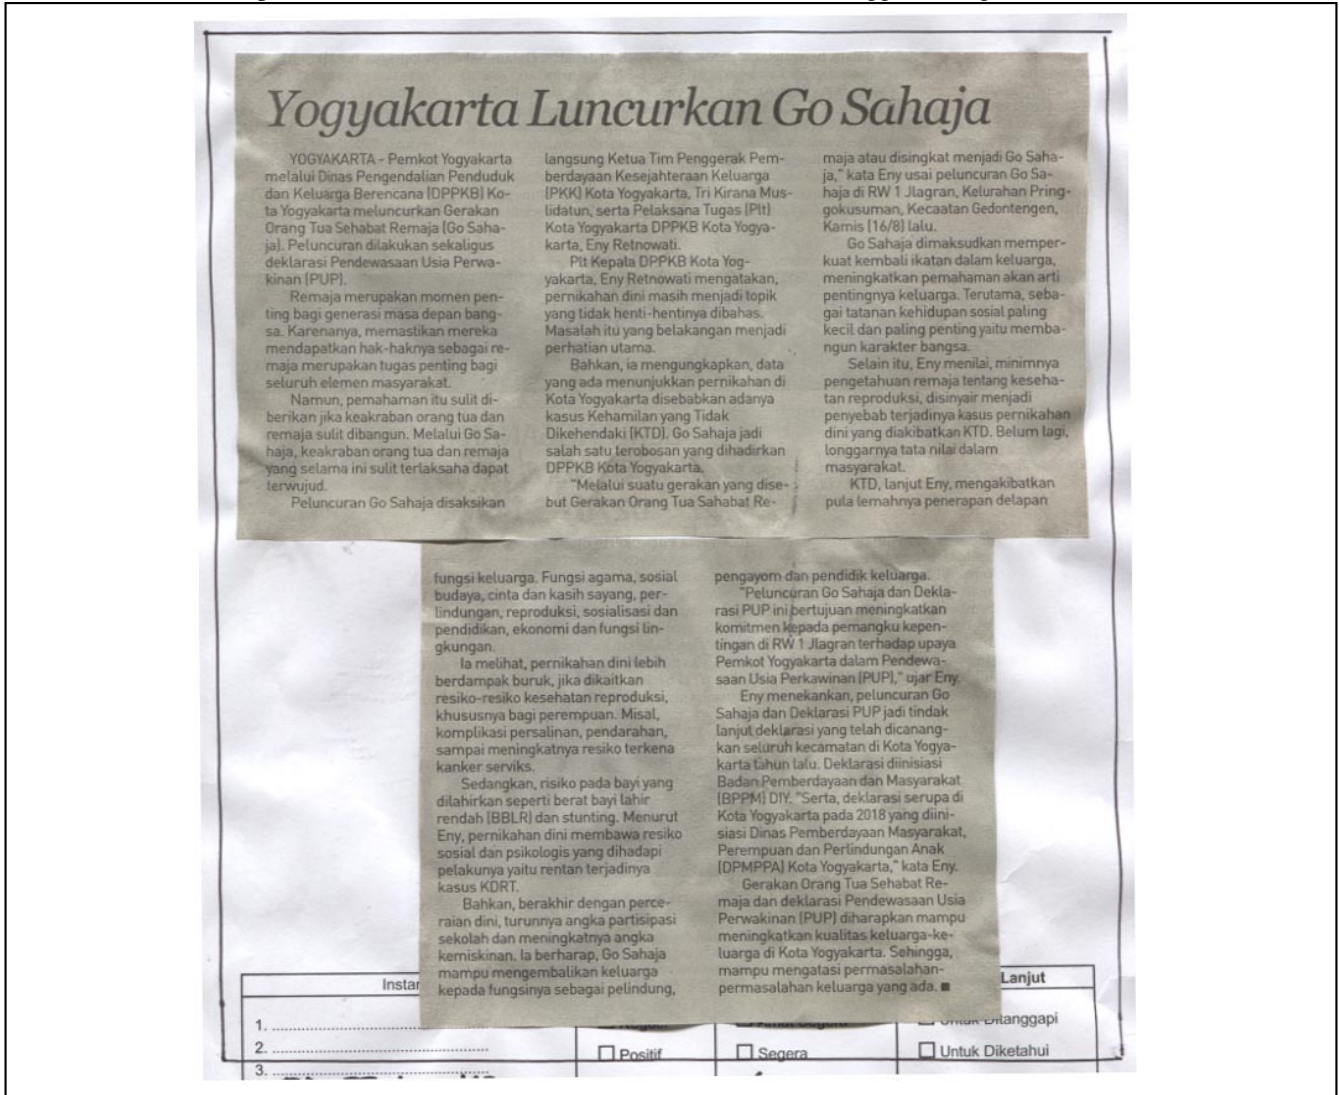 Yogyakarta Luncurkan Go Sahaja
YOGYAKARTA - Pemkot Yogyakarta
melalui Dinas Pengendalian Penduduk
dan Keluarga Berencana (DPPKB) Ko-
ta Yogyakarta meluncurkan Gerakan
Orang Tua Sehabat Remaja (Go Saha-
ja). Peluncuran dilakukan sekaligus
deklarasi Pendewasaan Usia Perwa-
kinan (PUP).
Remaja merupakan momen pen-
ting bagi generasi masa depan bang-
sa. Karenanya, memastikan mereka
mendapatkan hak-haknya sebagai re-
maja merupakan tugas penting bagi
seluruh elemen masyarakat.
Namun, pemahaman itu sulit di-
berikan jika keakraban orang tua dan
remaja sulit dibangun. Melalui Go Sa-
haja, keakraban orang tua dan remaja
yang selama ini sulit terlaksaha dapat
terwujud.
Peluncuran Go Sahaja disaksikan
langsung Ketua Tim Penggerak Pem-
berdayaan Kesejahteraan Keluarga
(PKK) Kota Yogyakarta, Tri Kirana Mus-
lidatun, serta Pelaksana Tugas (Plt)
Kota Yogyakarta DPPKB Kota Yogya-
karta, Eny Retnowati.
Plt Kepala DPPKB Kota Yog-
yakarta, Eny Retnowati mengatakan,
pernikahan dini masih menjadi topik
yang tidak henti-hentinya dibahas.
Masalah itu yang belakangan menjadi
perhatian utama.
Bahkan, ia mengungkapkan, data
yang ada menunjukkan pernikahan di
Kota Yogyakarta disebabkan adanya
kasus Kehamilan yang Tidak
Dikehendaki (KTD). Go Sahaja jadi
salah satu terobosan yang dihadirkan
DPPKB Kota Yogyakarta.
"Melalui suatu gerakan yang dise-
but Gerakan Orang Tua Sahabat Re-
maja atau disingkat menjadi Go Saha-
ja," kata Eny usai peluncuran Go Sa-
haja di RW 1 Jlagran, Kelurahan Pring-
gokusuman, Kecaatan Gedontengen,
Kamis (16/8) lalu.
Go Sahaja dimaksudkan memper-
kuat kembali ikatan dalam keluarga,
meningkatkan pemahaman akan arti
pentingnya keluarga. Terutama, seba-
gai tatanan kehidupan sosial paling
kecil dan paling penting yaitu memba-
ngun karakter bangsa.
Selain itu, Eny menilai, minimnya
pengetahuan remaja tentang keseha-
tan reproduksi, disinyair menjadi
penyebab terjadinya kasus pernikahan
dini yang diakibatkan KTD. Belum lagi,
longgarnya tata nilai dalam
masyarakat.
KTD, lanjut Eny, mengakibatkan
pula lemahnya penerapan delapan
fungsi keluarga. Fungsi agama, sosial
budaya, cinta dan kasih sayang, per-
lindungan, reproduksi, sosialisasi dan
pendidikan, ekonomi dan fungsi lin-
gkungan.
Ia melihat, pernikahan dini lebih
berdampak buruk, jika dikaitkan
resiko-resiko kesehatan reproduksi,
khususnya bagi perempuan. Misal,
komplikasi persalinan, pendarahan,
sampai meningkatnya resiko terkena
kanker serviks.
Sedangkan, risiko pada bayi yang
dilahirkan seperti berat bayi lahir
rendah (BBLR) dan stunting. Menurut
Eny, pernikahan dini membawa resiko
sosial dan psikologis yang dihadapi
pelakunya yaitu rentan terjadinya
kasus KDRT.
Bahkan, berakhir dengan perce-
raian dini, turunnya angka partisipasi
sekolah dan meningkatnya angka
kemiskinan. Ia berharap, Go Sahaja
mampu mengembalikan keluarga
kepada fungsinya sebagai pelindung,
pengayom dan pendidik keluarga.
"Peluncuran Go Sahaja dan Dekla-
rasi PUP ini bertujuan meningkatkan
komitmen kepada pemangku kepen-
tingan di RW 1 Jlagran terhadap upaya
Pemkot Yogyakarta dalam Pendewa-
saan Usia Perkawinan (PUP)," ujar Eny.
Eny menekankan, peluncuran Go
Sahaja dan Deklarasi PUP jadi tindak
lanjut deklarasi yang telah dicanang-
kan seluruh kecamatan di Kota Yogya-
karta tahun lalu. Deklarasi diinisiasi
Badan Pemberdayaan dan Masyarakat
(BPPM) DIY. "Serta, deklarasi serupa di
Kota Yogyakarta pada 2018 yang diini-
siasi Dinas Pemberdayaan Masyarakat,
Perempuan dan Perlindungan Anak
(DPMPPA) Kota Yogyakarta," kata Eny.
Gerakan Orang Tua Sehabat Re-
maja dan deklarasi Pendewasaan Usia
Perwakinan (PUP) diharapkan mampu
meningkatkan kualitas keluarga-ke-
luarga di Kota Yogyakarta. Sehingga,
mampu mengatasi permasalahan-
permasalahan keluarga yang ada.
Instan
Lanjut
1.
2.
3.
Positif
Segera
Untuk Ditanggapi
Untuk Diketahui